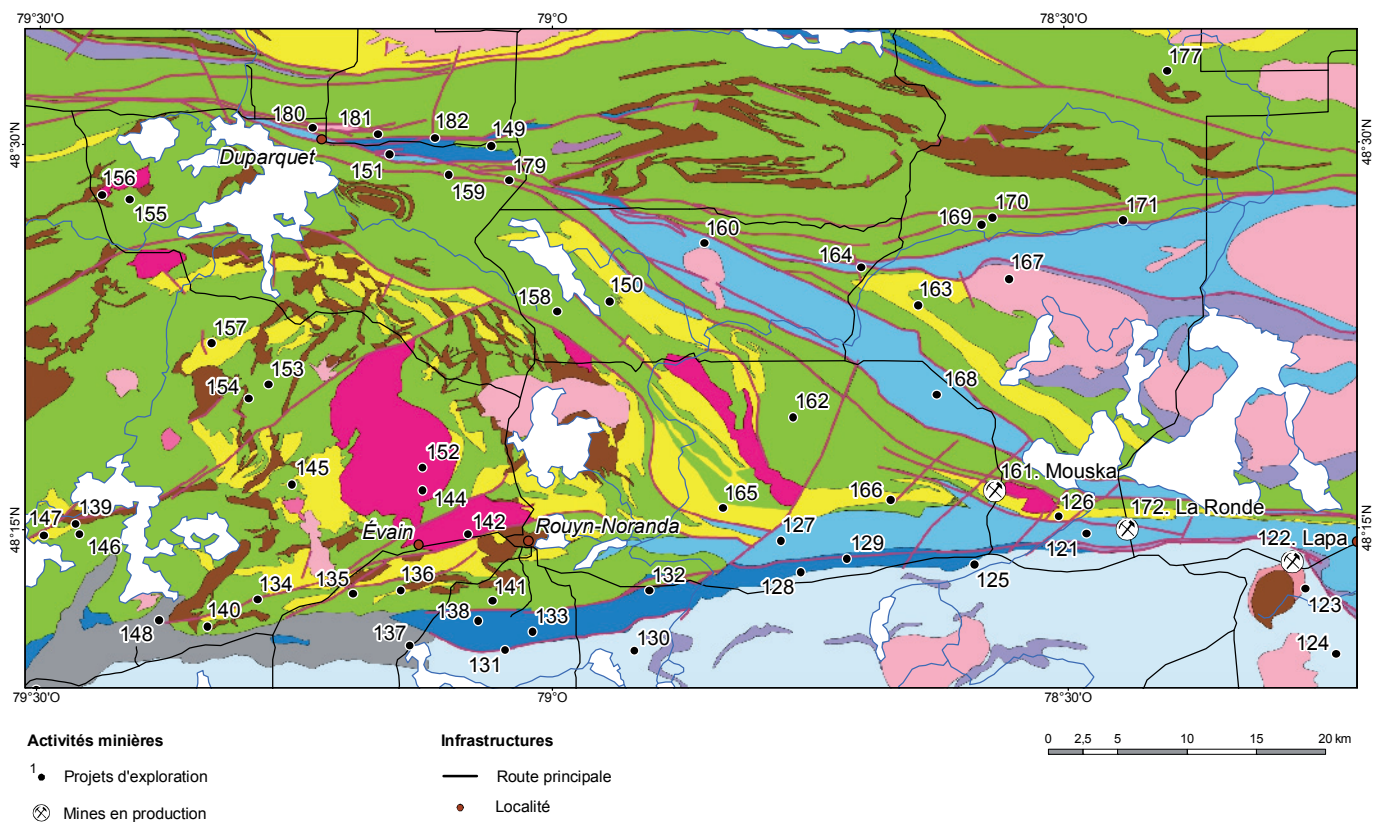 79°30'O 79°O 78°30'O
177
180 181 182 149
48°30'N 48°30'N
Duparquet
151 179
159
156
155
170 171
169
160
164
167
158 150 163
157
153
154 168
162
152
145 161. Mouska
144 165 166 126
139 172. La Ronde
147 142 Rouyn-Noranda 127
Évain
48°15'N 48°15'N
146 121 122. Lapa
129
134 135 136 132
141 128 125 123
140 138 133
148 137 130 124
131
79°30'O 79°O 78°30'O
Activités minières
1 Projets d'exploration
Mines en production
Infrastructures
Route principale
Localité
0 2,5 5 10 15 20 km